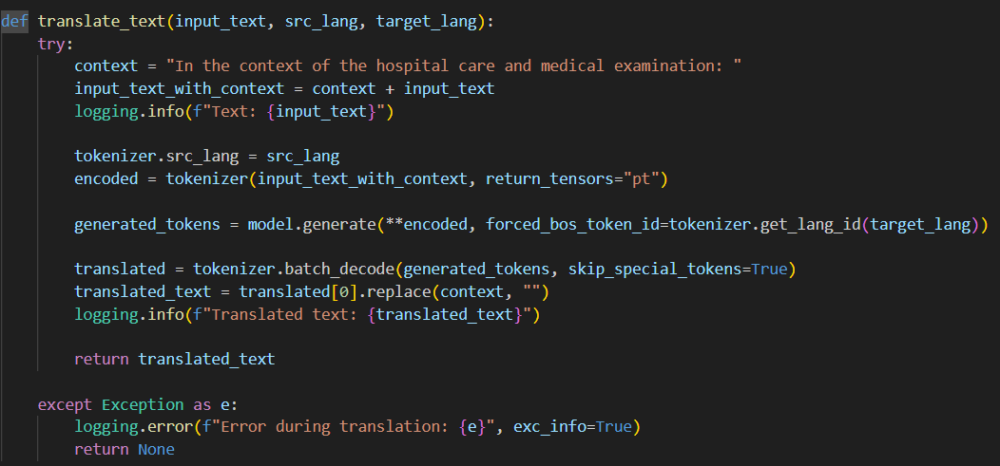 def translate_text(input_text, src_lang, target_lang):
    try:
        context = "In the context of the hospital care and medical examination: "
        input_text_with_context = context + input_text
        logging.info(f"Text: {input_text}")

        tokenizer.src_lang = src_lang
        encoded = tokenizer(input_text_with_context, return_tensors="pt")

        generated_tokens = model.generate(**encoded, forced_bos_token_id=tokenizer.get_lang_id(target_lang))

        translated = tokenizer.batch_decode(generated_tokens, skip_special_tokens=True)
        translated_text = translated[0].replace(context, "")
        logging.info(f"Translated text: {translated_text}")

        return translated_text

    except Exception as e:
        logging.error(f"Error during translation: {e}", exc_info=True)
        return None